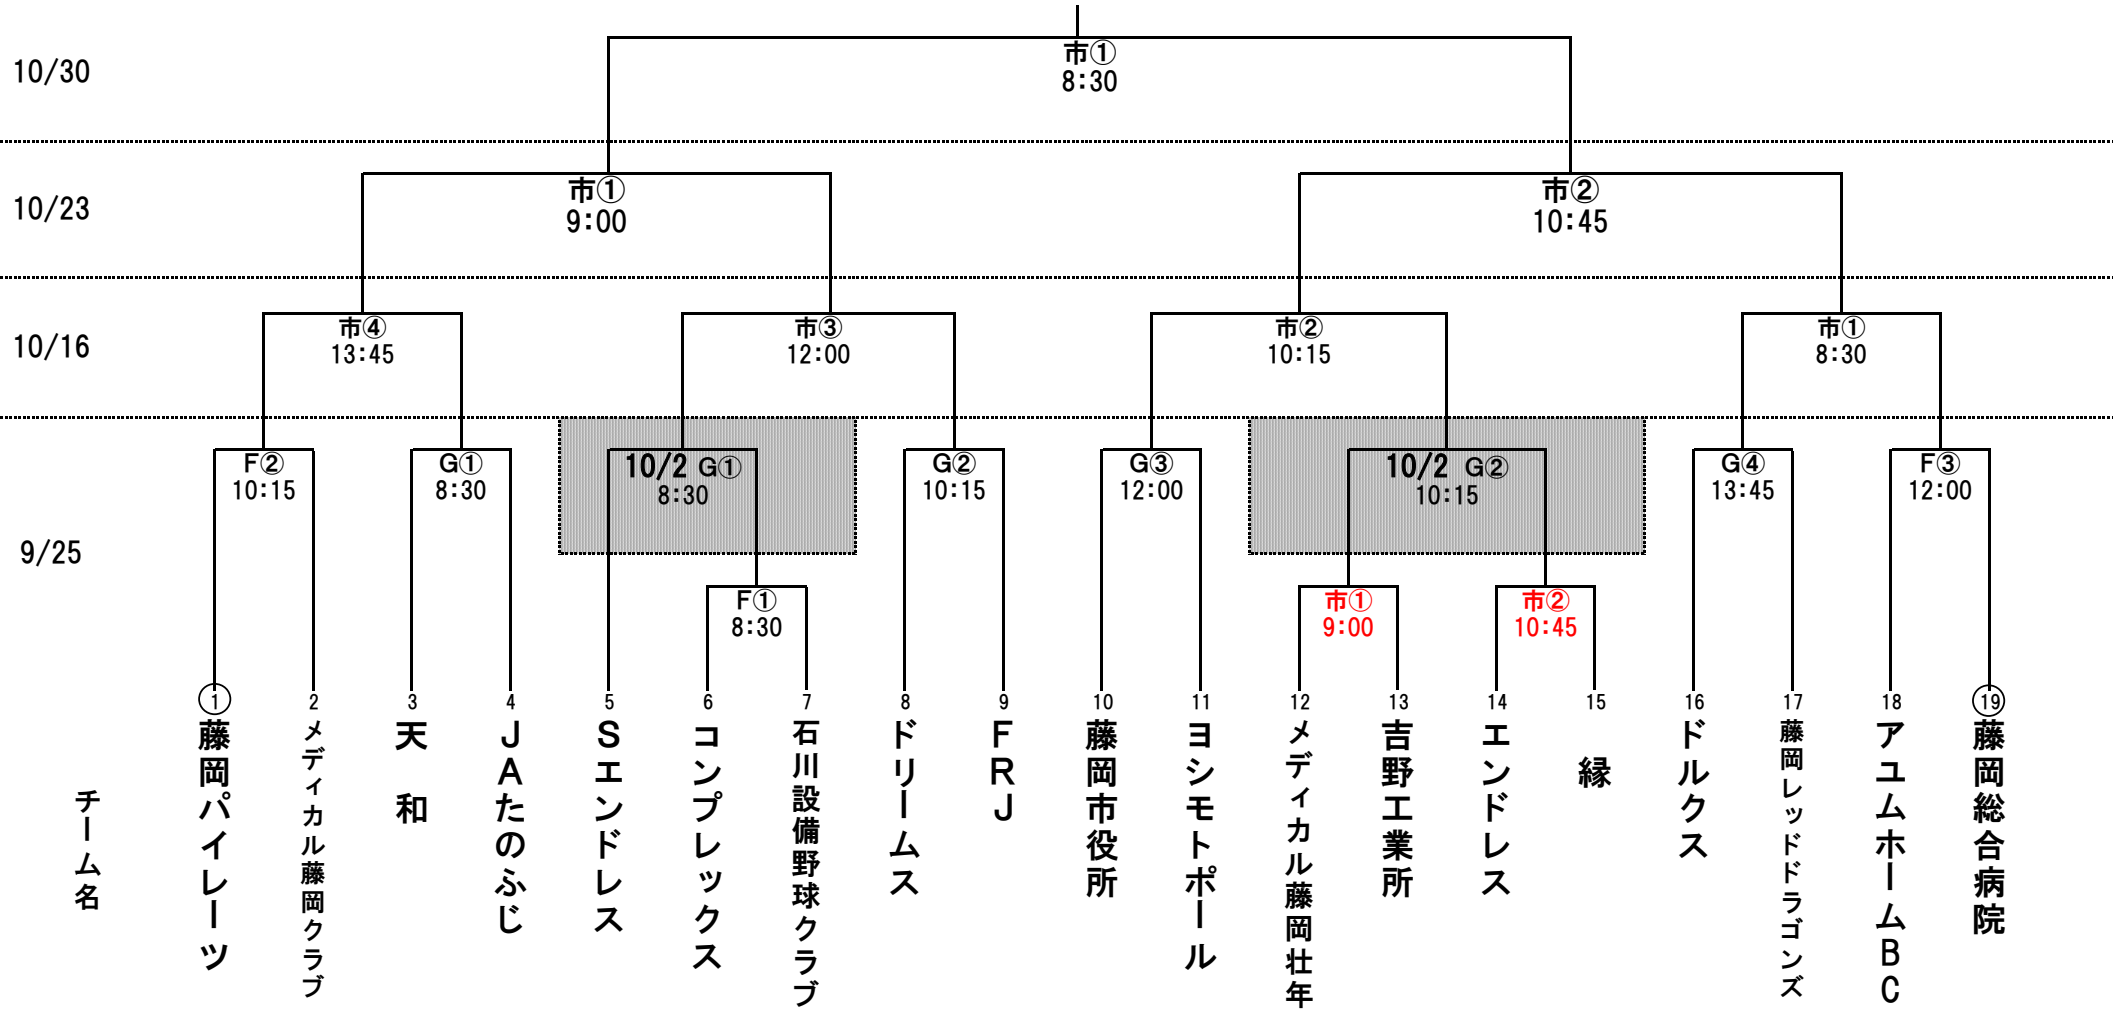 市①
8:30
10/30
市①
9:00
市②
10:45
10/23
市④
13:45
市③
12:00
市②
10:15
市①
8:30
10/16
F②
10:15
G①
8:30
10/2 G①
8:30
G②
10:15
G③
12:00
10/2 G②
10:15
G④
13:45
F③
12:00
9/25
F①
8:30
市①
9:00
市②
10:45
チーム名
①
藤岡パイレーツ
2
メディカル藤岡クラブ
3
天和
4
JAたのふじ
5
Sエンドレス
6
コンプレックス
7
石川設備野球クラブ
8
ドリームス
9
FRJ
10
藤岡市役所
11
ヨシモトポール
12
メディカル藤岡壮年
13
吉野工業所
14
エンドレス
15
縁
16
ドルクス
17
藤岡レッドドラゴンズ
18
アユムホームBC
⑲
藤岡総合病院